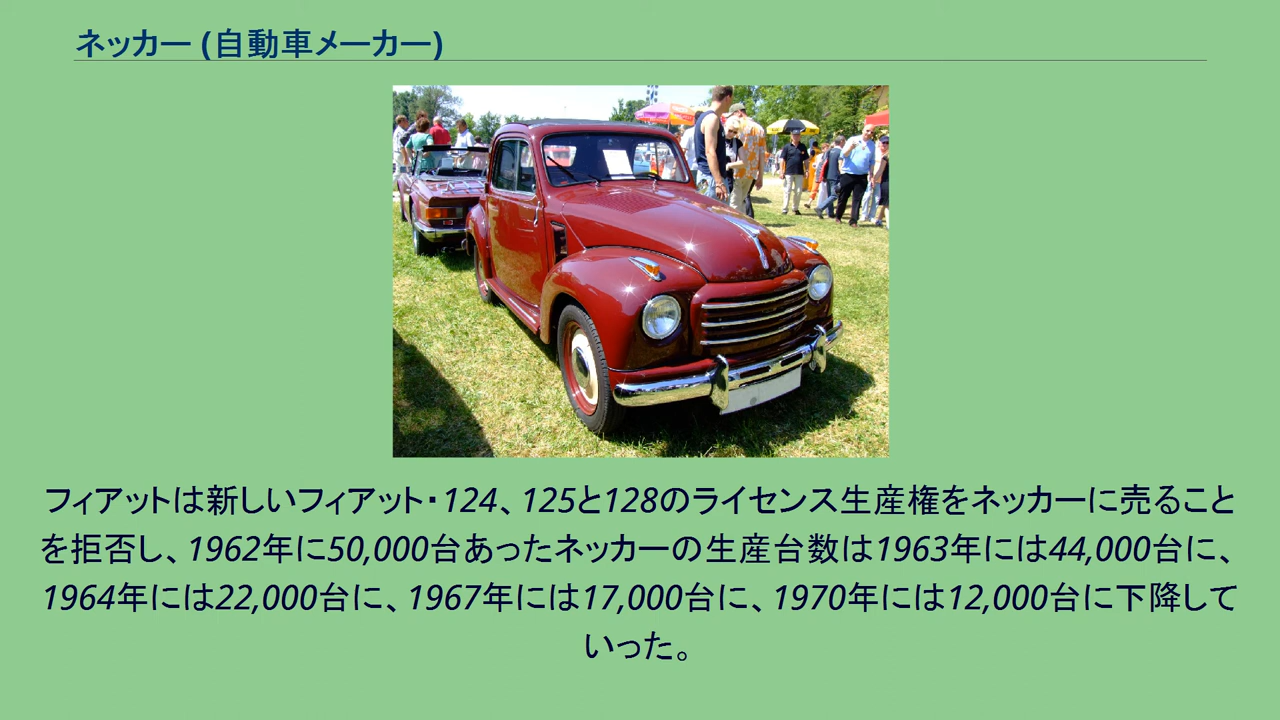 ネッカー (自動車メーカー)
フィアットは新しいフィアット・124、125と128のライセンス生産権をネッカーに売ること
を拒否し、1962年に50,000台あったネッカーの生産台数は1963年には44,000台に、
1964年には22,000台に、1967年には17,000台に、1970年には12,000台に下降して
いった。